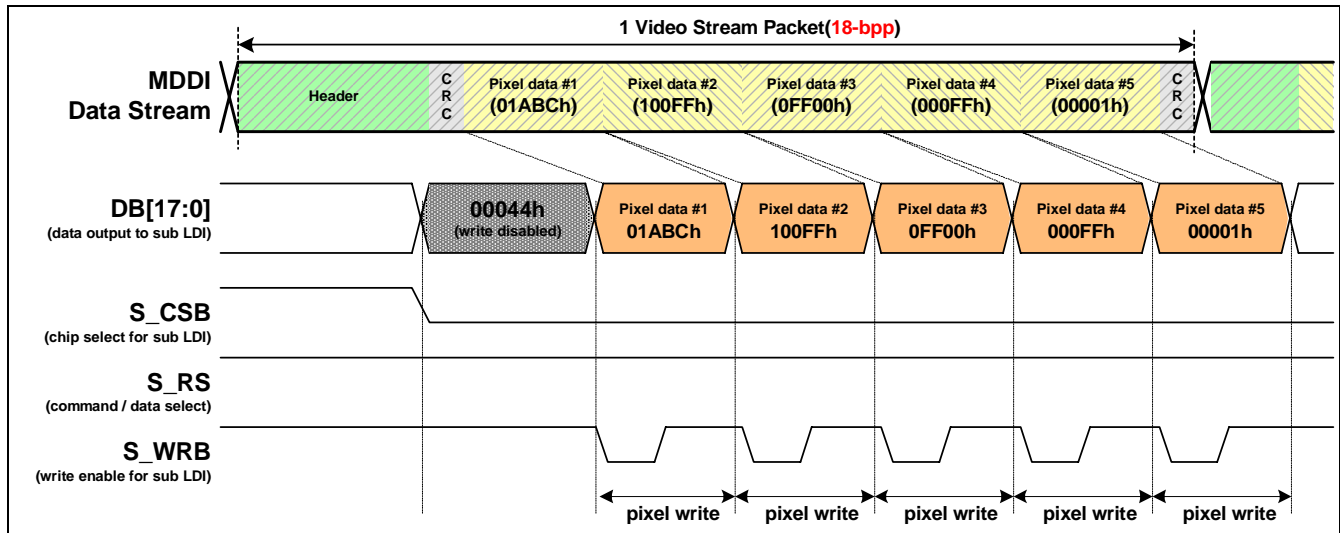 1 Video Stream Packet(18-bpp)
MDDI
Data Stream
Header
C
R
C
Pixel data #1
(01ABCh)
Pixel data #2
(100FFh)
Pixel data #3
(0FF00h)
Pixel data #4
(000FFh)
Pixel data #5
(00001h)
C
R
C
DB[17:0]
(data output to sub LDI)
00044h
(write disabled)
Pixel data #1
01ABCh
Pixel data #2
100FFh
Pixel data #3
0FF00h
Pixel data #4
000FFh
Pixel data #5
00001h
S_CSB
(chip select for sub LDI)
S_RS
(command / data select)
S_WRB
(write enable for sub LDI)
pixel write
pixel write
pixel write
pixel write
pixel write